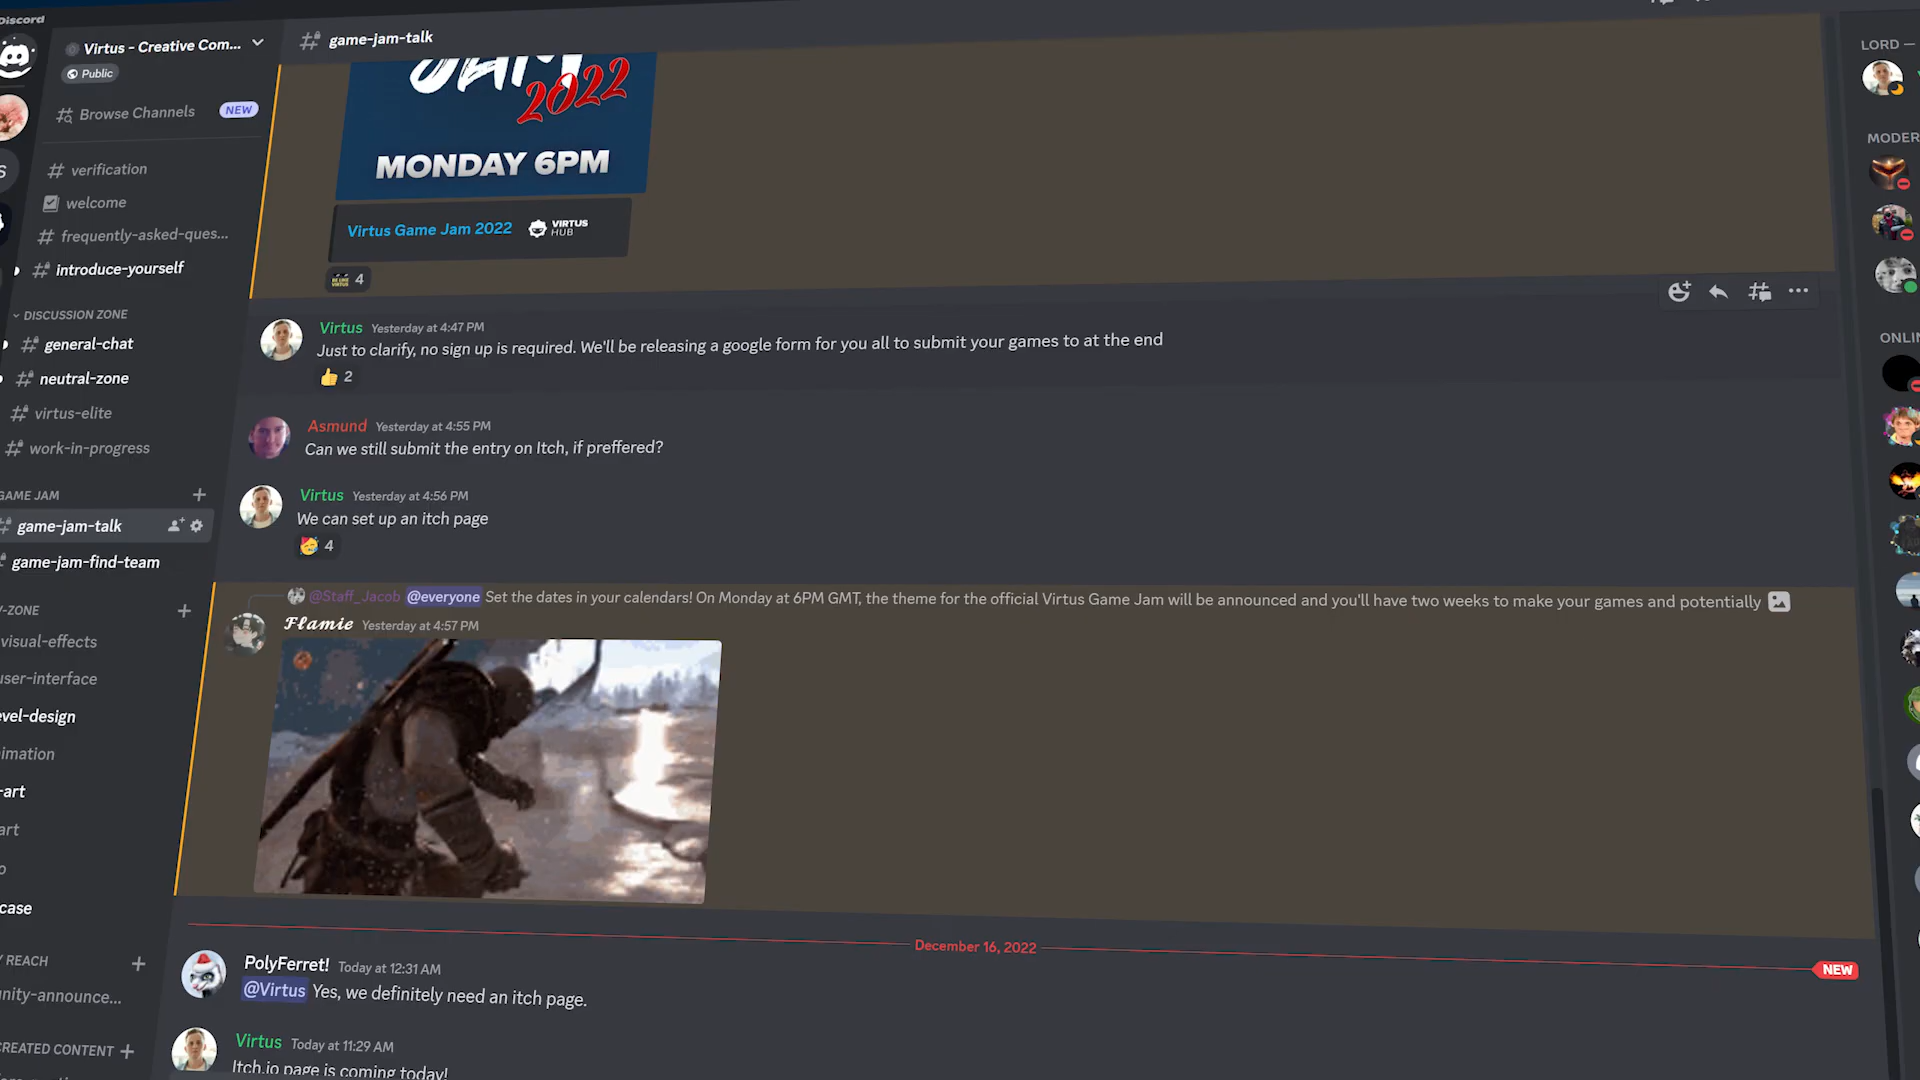 Discord
Virtus - Creative Com...
Public
Browse Channels
NEW
verification
welcome
frequently-asked-ques...
introduce-yourself
DISCUSSION ZONE
general-chat
neutral-zone
virtus-elite
work-in-progress
GAME JAM
game-jam-talk
game-jam-find-team
-ZONE
visual-effects
user-interface
evel-design
imation
-art
art
o
case
REACH
nity-announce...
CREATED CONTENT
game-jam-talk
JAM
2022
MONDAY 6PM
Virtus Game Jam 2022
VIRTUS
HUB
4
Virtus Yesterday at 4:47 PM
Just to clarify, no sign up is required. We'll be releasing a google form for you all to submit your games to at the end
2
Asmund Yesterday at 4:55 PM
Can we still submit the entry on Itch, if preffered?
Virtus Yesterday at 4:56 PM
We can set up an itch page
4
@Staff_Jacob @everyone Set the dates in your calendars! On Monday at 6PM GMT, the theme for the official Virtus Game Jam will be announced and you'll have two weeks to make your games and potentially
𝓕𝓵𝓪𝓶𝓲𝓮 Yesterday at 4:57 PM
December 16, 2022
NEW
PolyFerret! Today at 12:31 AM
@Virtus Yes, we definitely need an itch page.
Virtus Today at 11:29 AM
Itch.io page is coming today!
LORD —
MODER
ONLIN